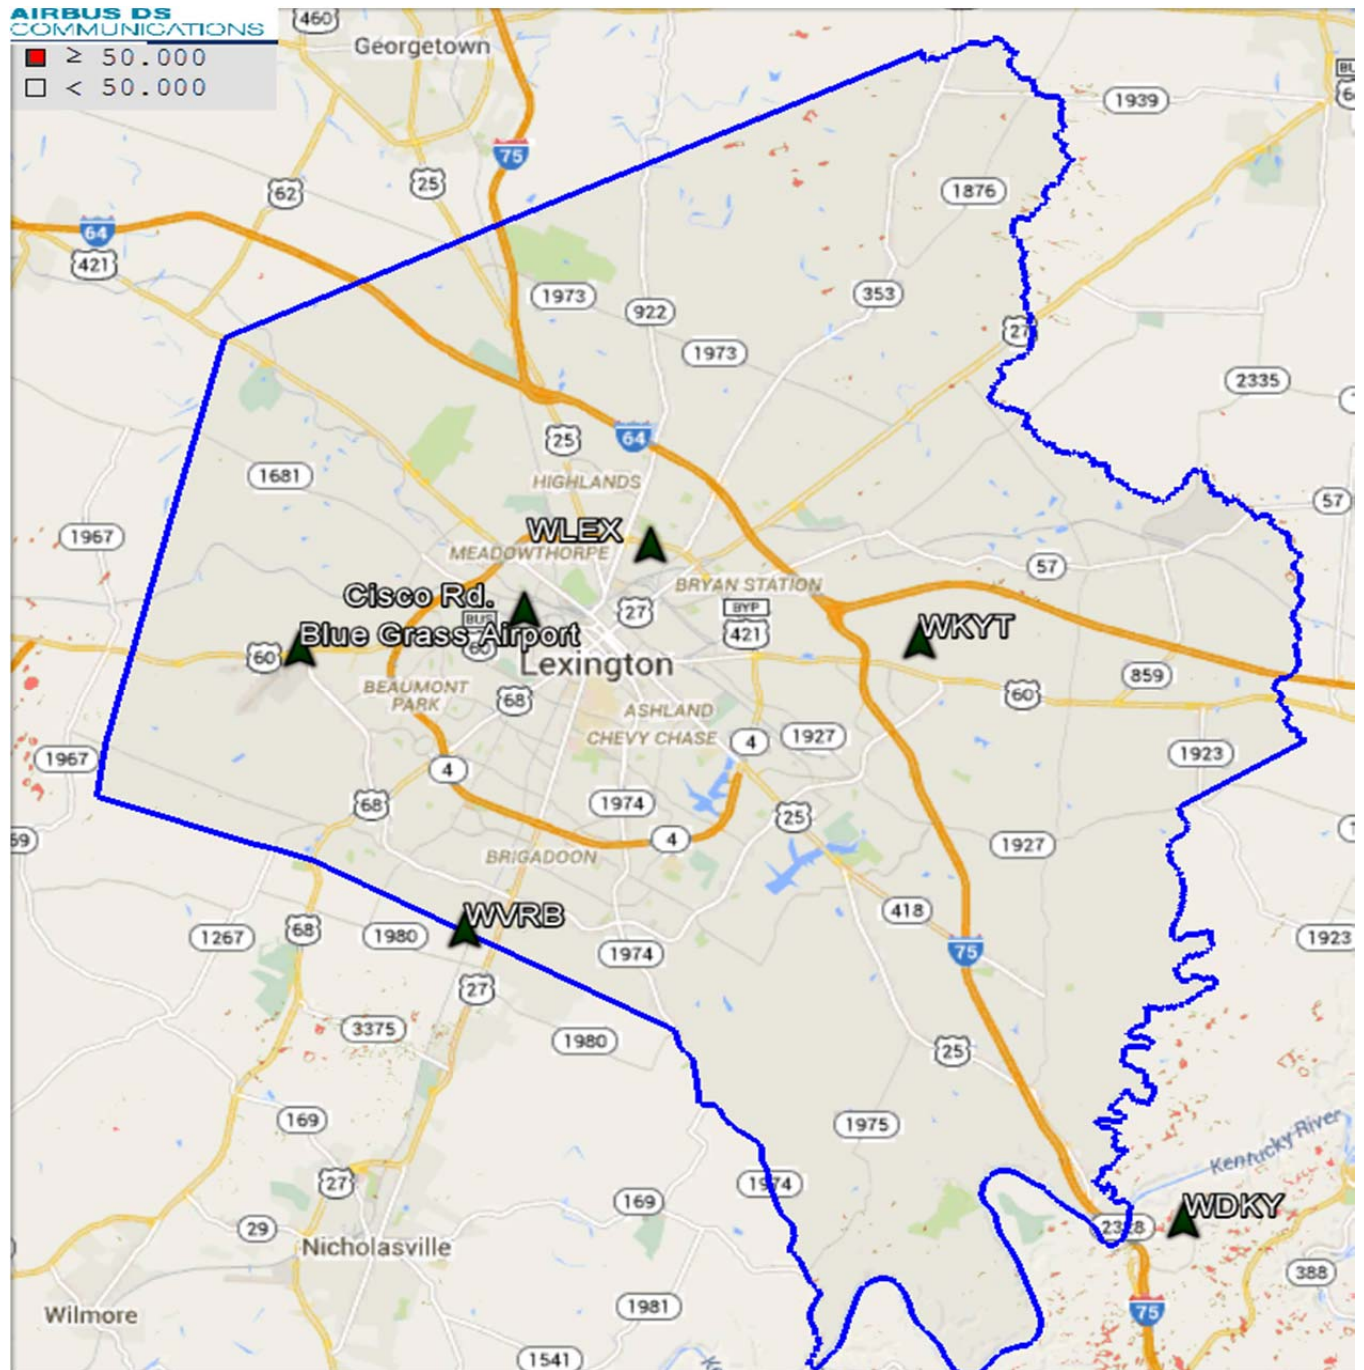 AIRBUS DS
COMMUNICATIONS
≥ 50.000
< 50.000
460
Georgetown
75
1939
62
25
1876
64
421
1973
922
353
27
1973
2335
25
64
HIGHLANDS
1681
57
1967
WLEX
MEADOWTHORPE
57
BRYAN STATION
Cisco Rd.
BUS
27
BYP
421
WKYT
Blue Grass Airport
60
Lexington
60
859
BEAUMONT
PARK
68
ASHLAND
CHEVY CHASE
4
1927
1923
1967
4
68
1974
25
4
1927
BRIGADOON
418
WVRB
1267
68
1980
1974
75
1923
27
3375
1980
25
169
1975
Kentucky River
27
1974
169
WDKY
29
Nicholasville
388
Wilmore
1981
75
1541